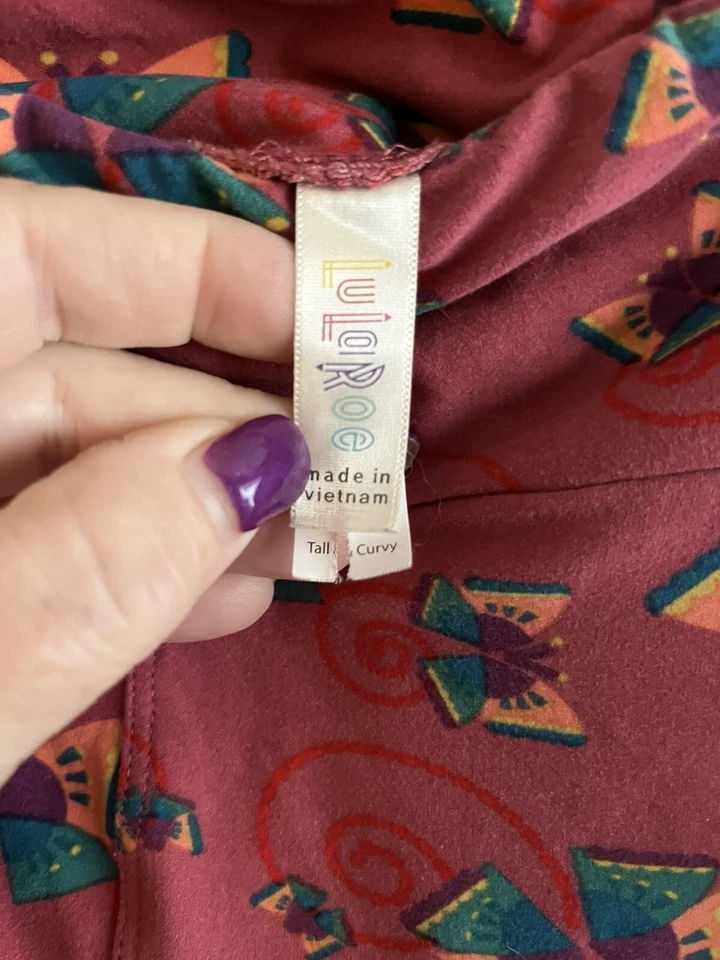 LuLaRoe
made in
vietnam
Tall & Curvy